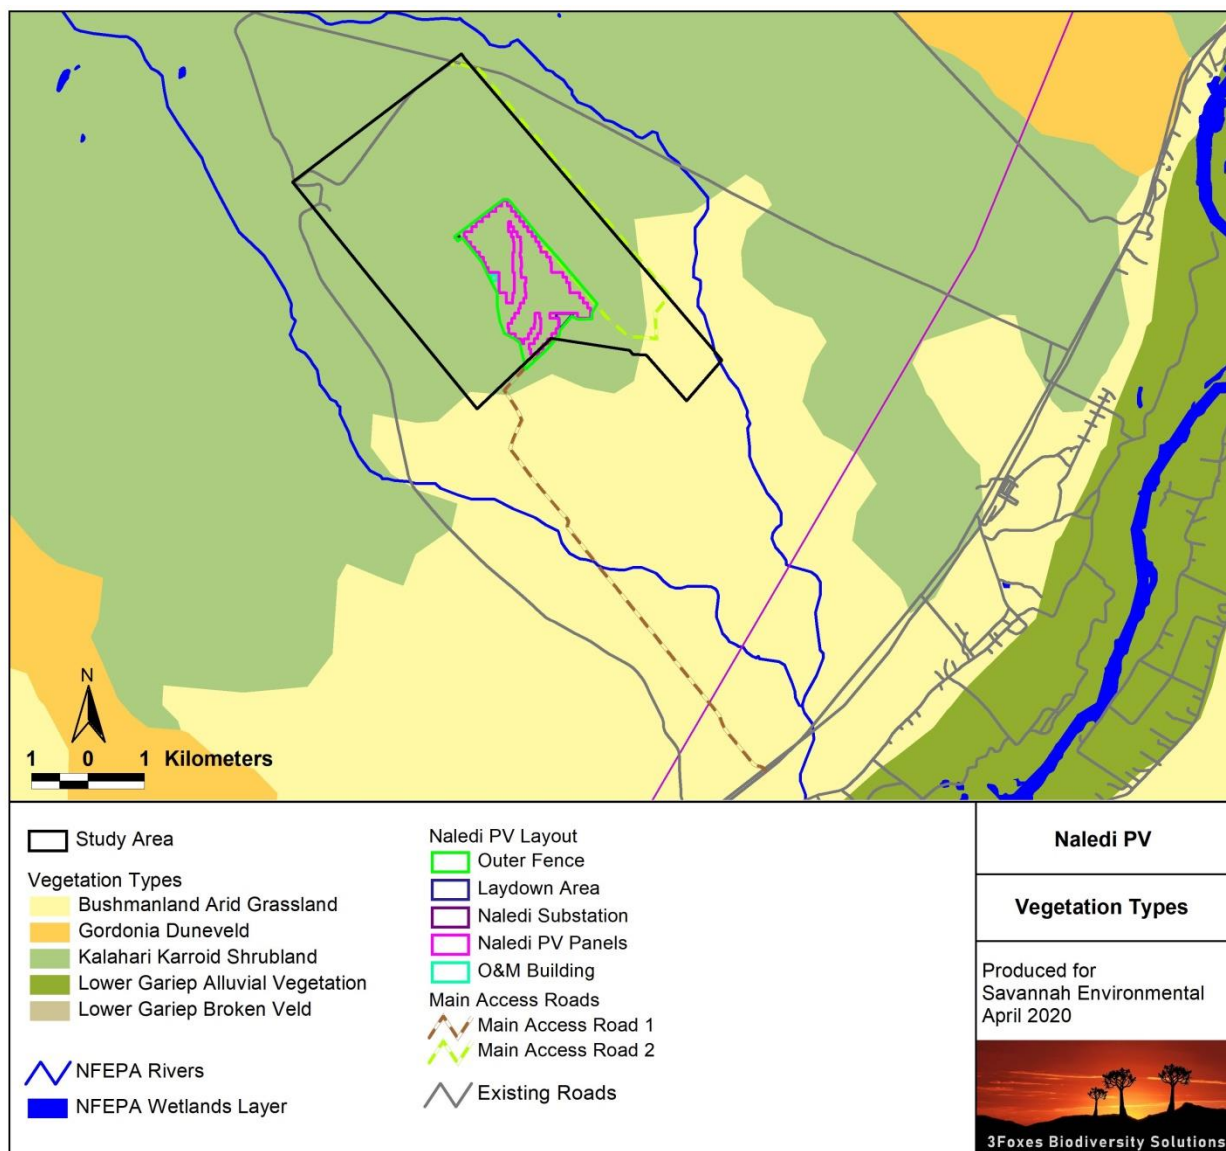 N
1 0 1 Kilometers
Study Area
Vegetation Types
Bushmanland Arid Grassland
Gordonia Duneveld
Kalahari Karroid Shrubland
Lower Gariep Alluvial Vegetation
Lower Gariep Broken Veld
NFEPA Rivers
NFEPA Wetlands Layer
Naledi PV Layout
Outer Fence
Laydown Area
Naledi Substation
Naledi PV Panels
O&M Building
Main Access Roads
Main Access Road 1
Main Access Road 2
Existing Roads
Naledi PV
Vegetation Types
Produced for
Savannah Environmental
April 2020
3Foxes Biodiversity Solutions